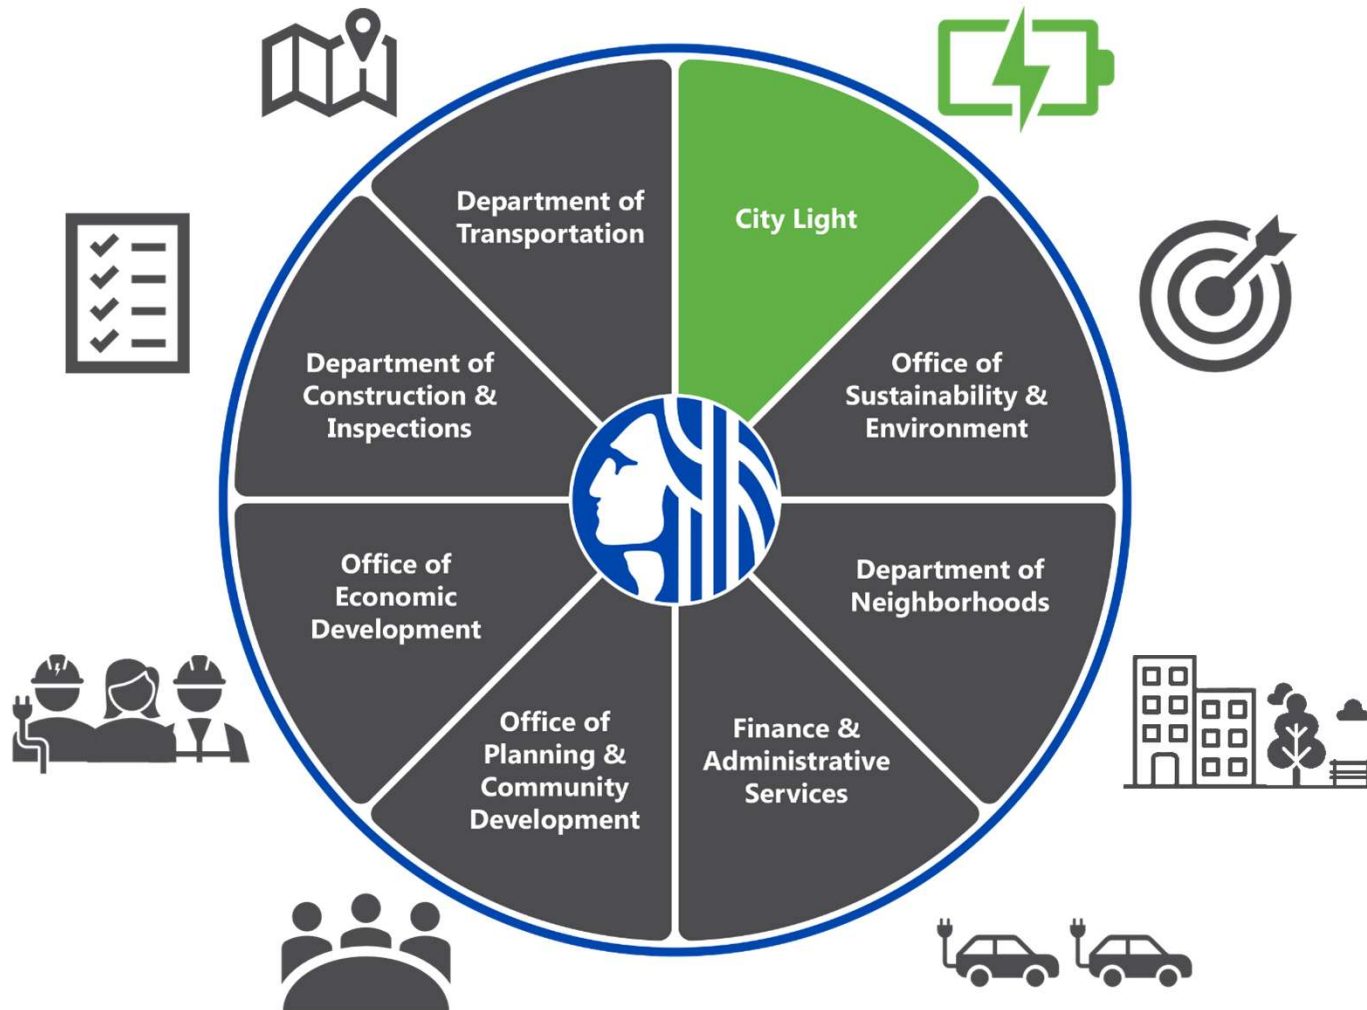 Department of
Transportation
City Light
Department of
Construction &
Inspections
Office of
Sustainability &
Environment
Office of
Economic
Development
Department of
Neighborhoods
Office of
Planning &
Community
Development
Finance &
Administrative
Services